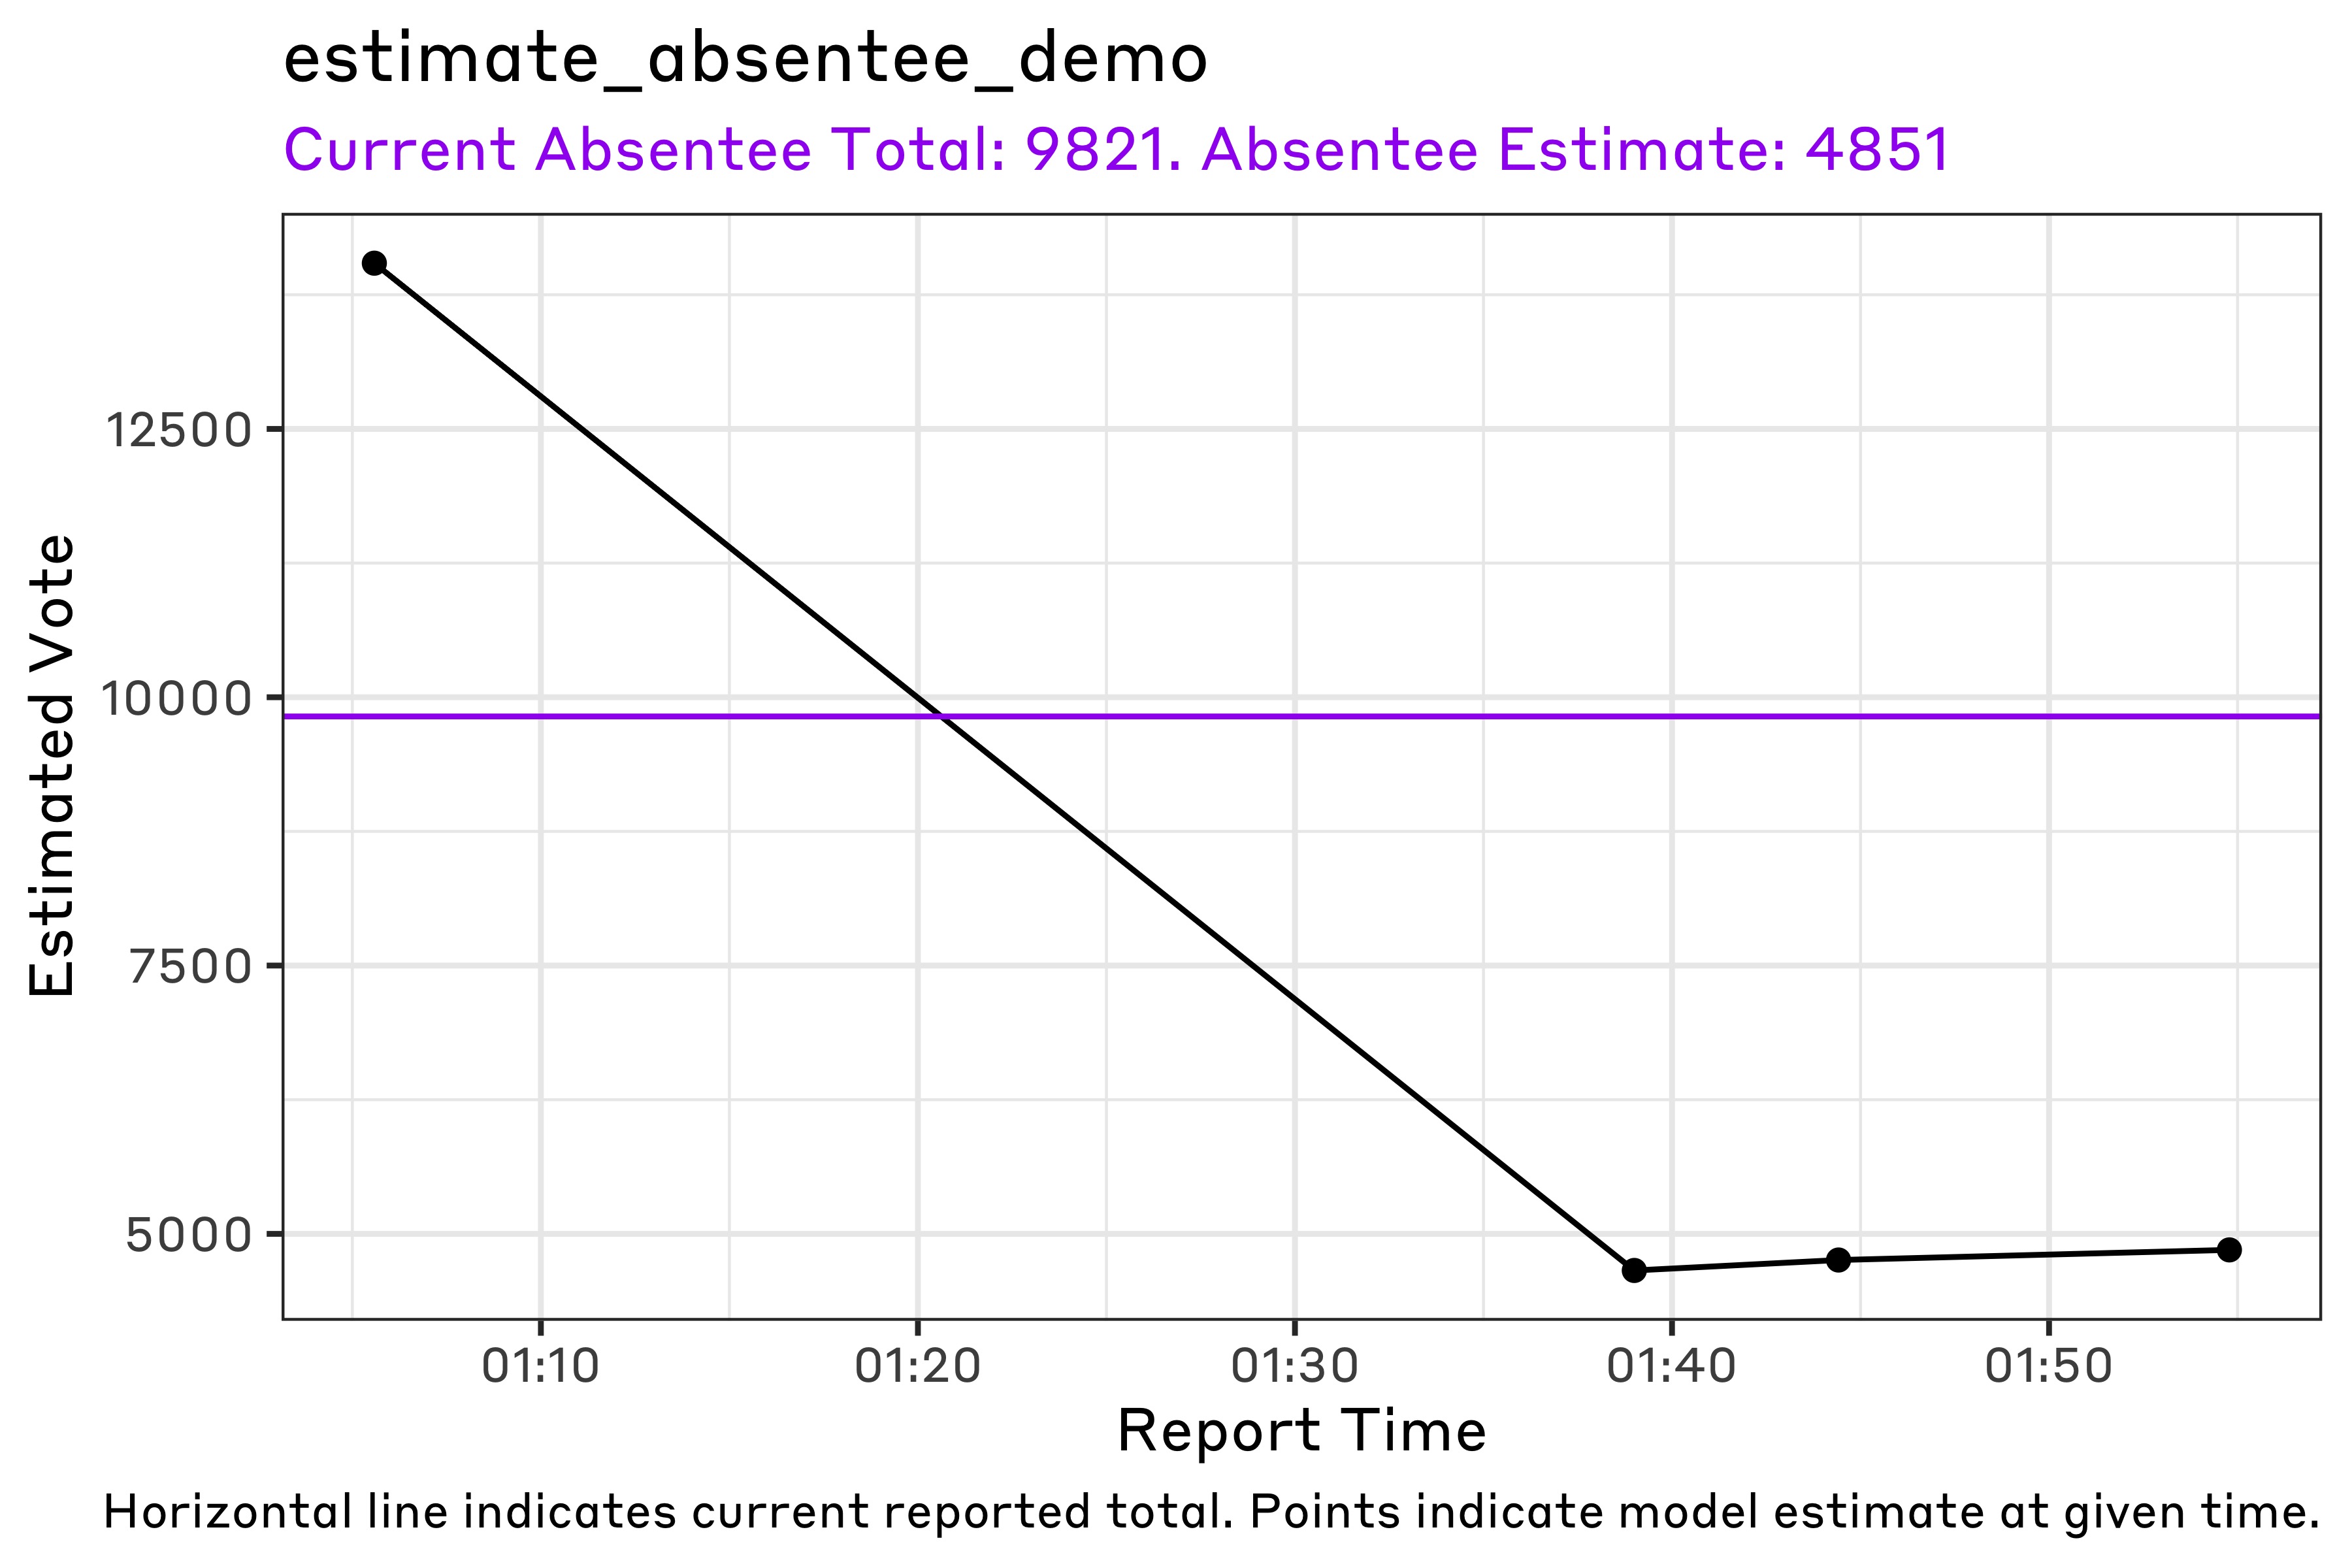 estimate_absentee_demo
Current Absentee Total: 9821. Absentee Estimate: 4851
Estimated Vote
12500
10000
7500
5000
01:10 01:20 01:30 01:40 01:50
Report Time
Horizontal line indicates current reported total. Points indicate model estimate at given time.